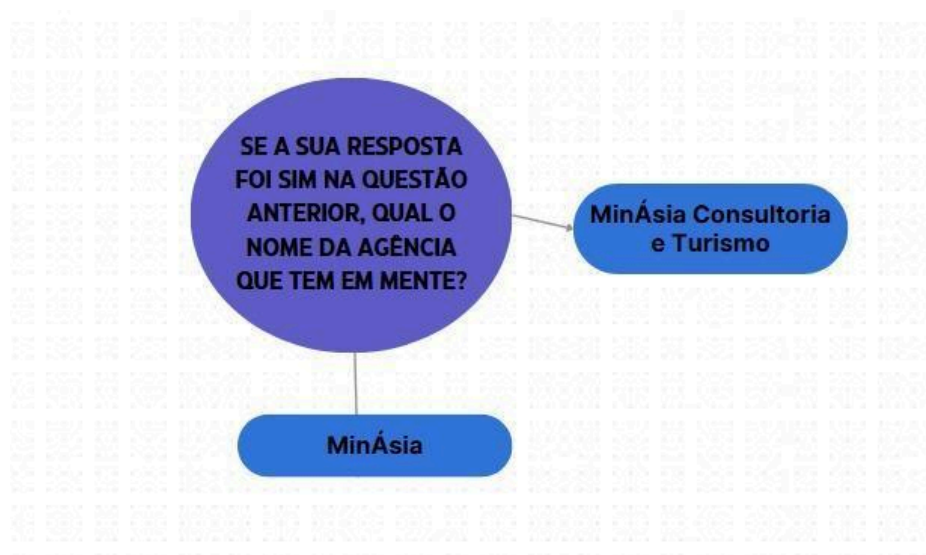 SE A SUA RESPOSTA
FOI SIM NA QUESTÃO
ANTERIOR, QUAL O
NOME DA AGÊNCIA
QUE TEM EM MENTE?
MinÁsia Consultoria
e Turismo
MinÁsia